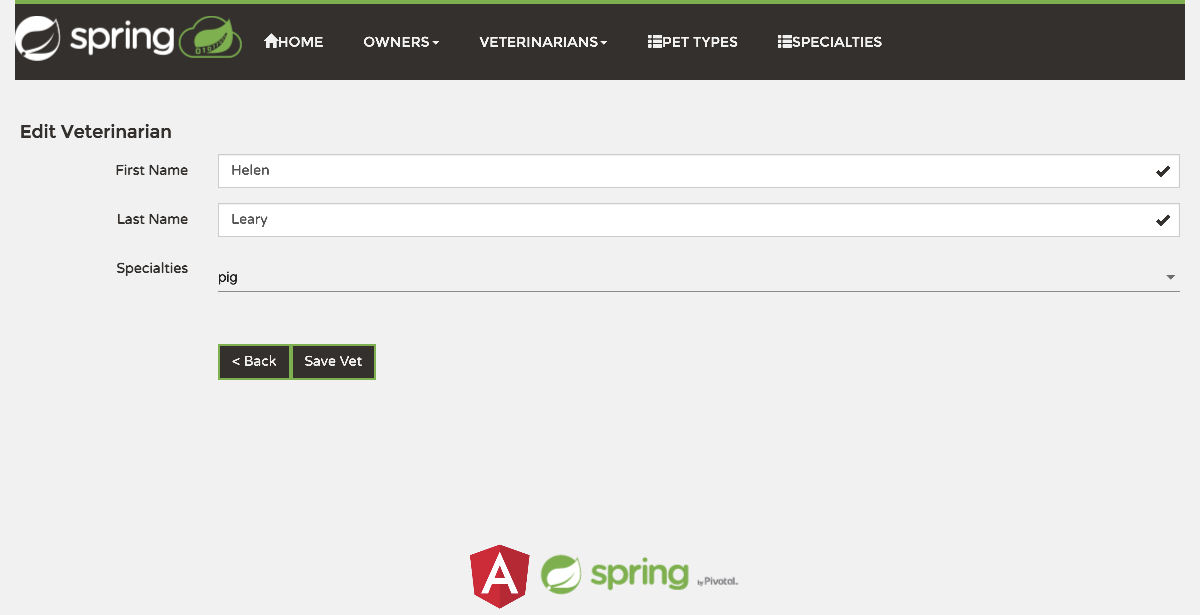 spring HOME OWNERS VETERINARIANS PET TYPES SPECIALTIES
Edit Veterinarian
First Name Helen
Last Name Leary
Specialties pig
< Back Save Vet
A spring by Pivotal.